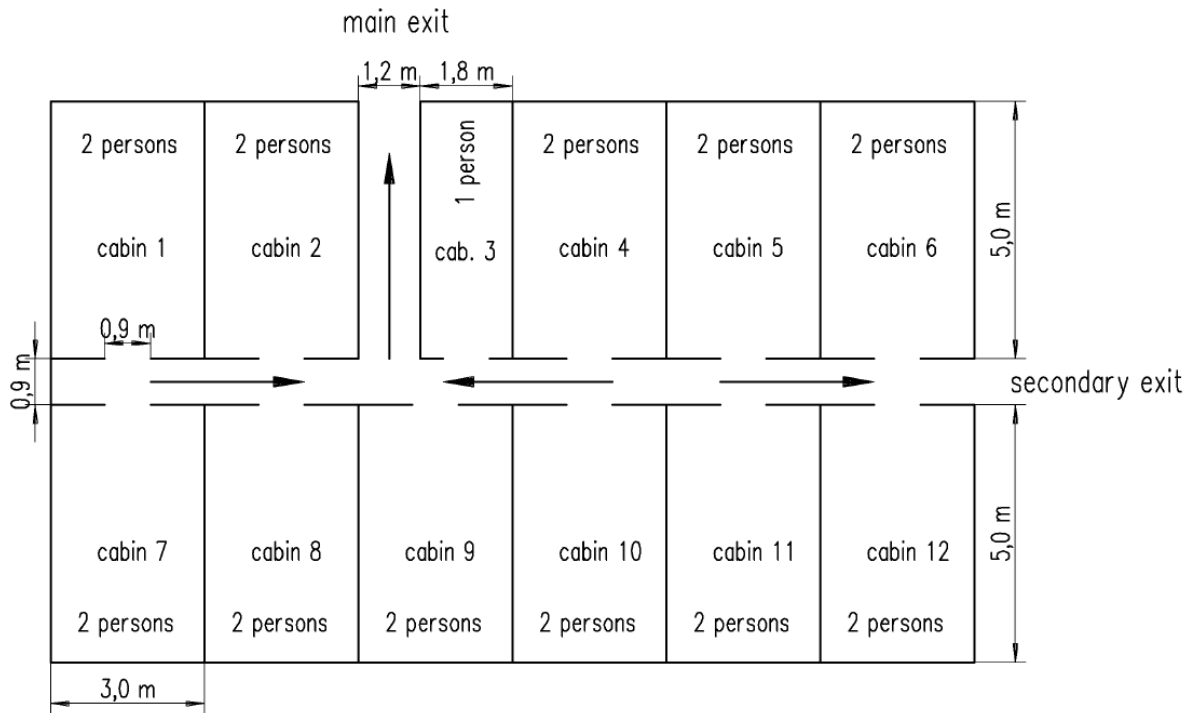 main exit
1,2 m 1,8 m
2 persons 2 persons 1 person 2 persons 2 persons 2 persons
cabin 1 cabin 2 cab. 3 cabin 4 cabin 5 cabin 6
5,0 m
0,9 m
0,9 m
secondary exit
cabin 7 cabin 8 cabin 9 cabin 10 cabin 11 cabin 12
5,0 m
2 persons 2 persons 2 persons 2 persons 2 persons 2 persons
3,0 m